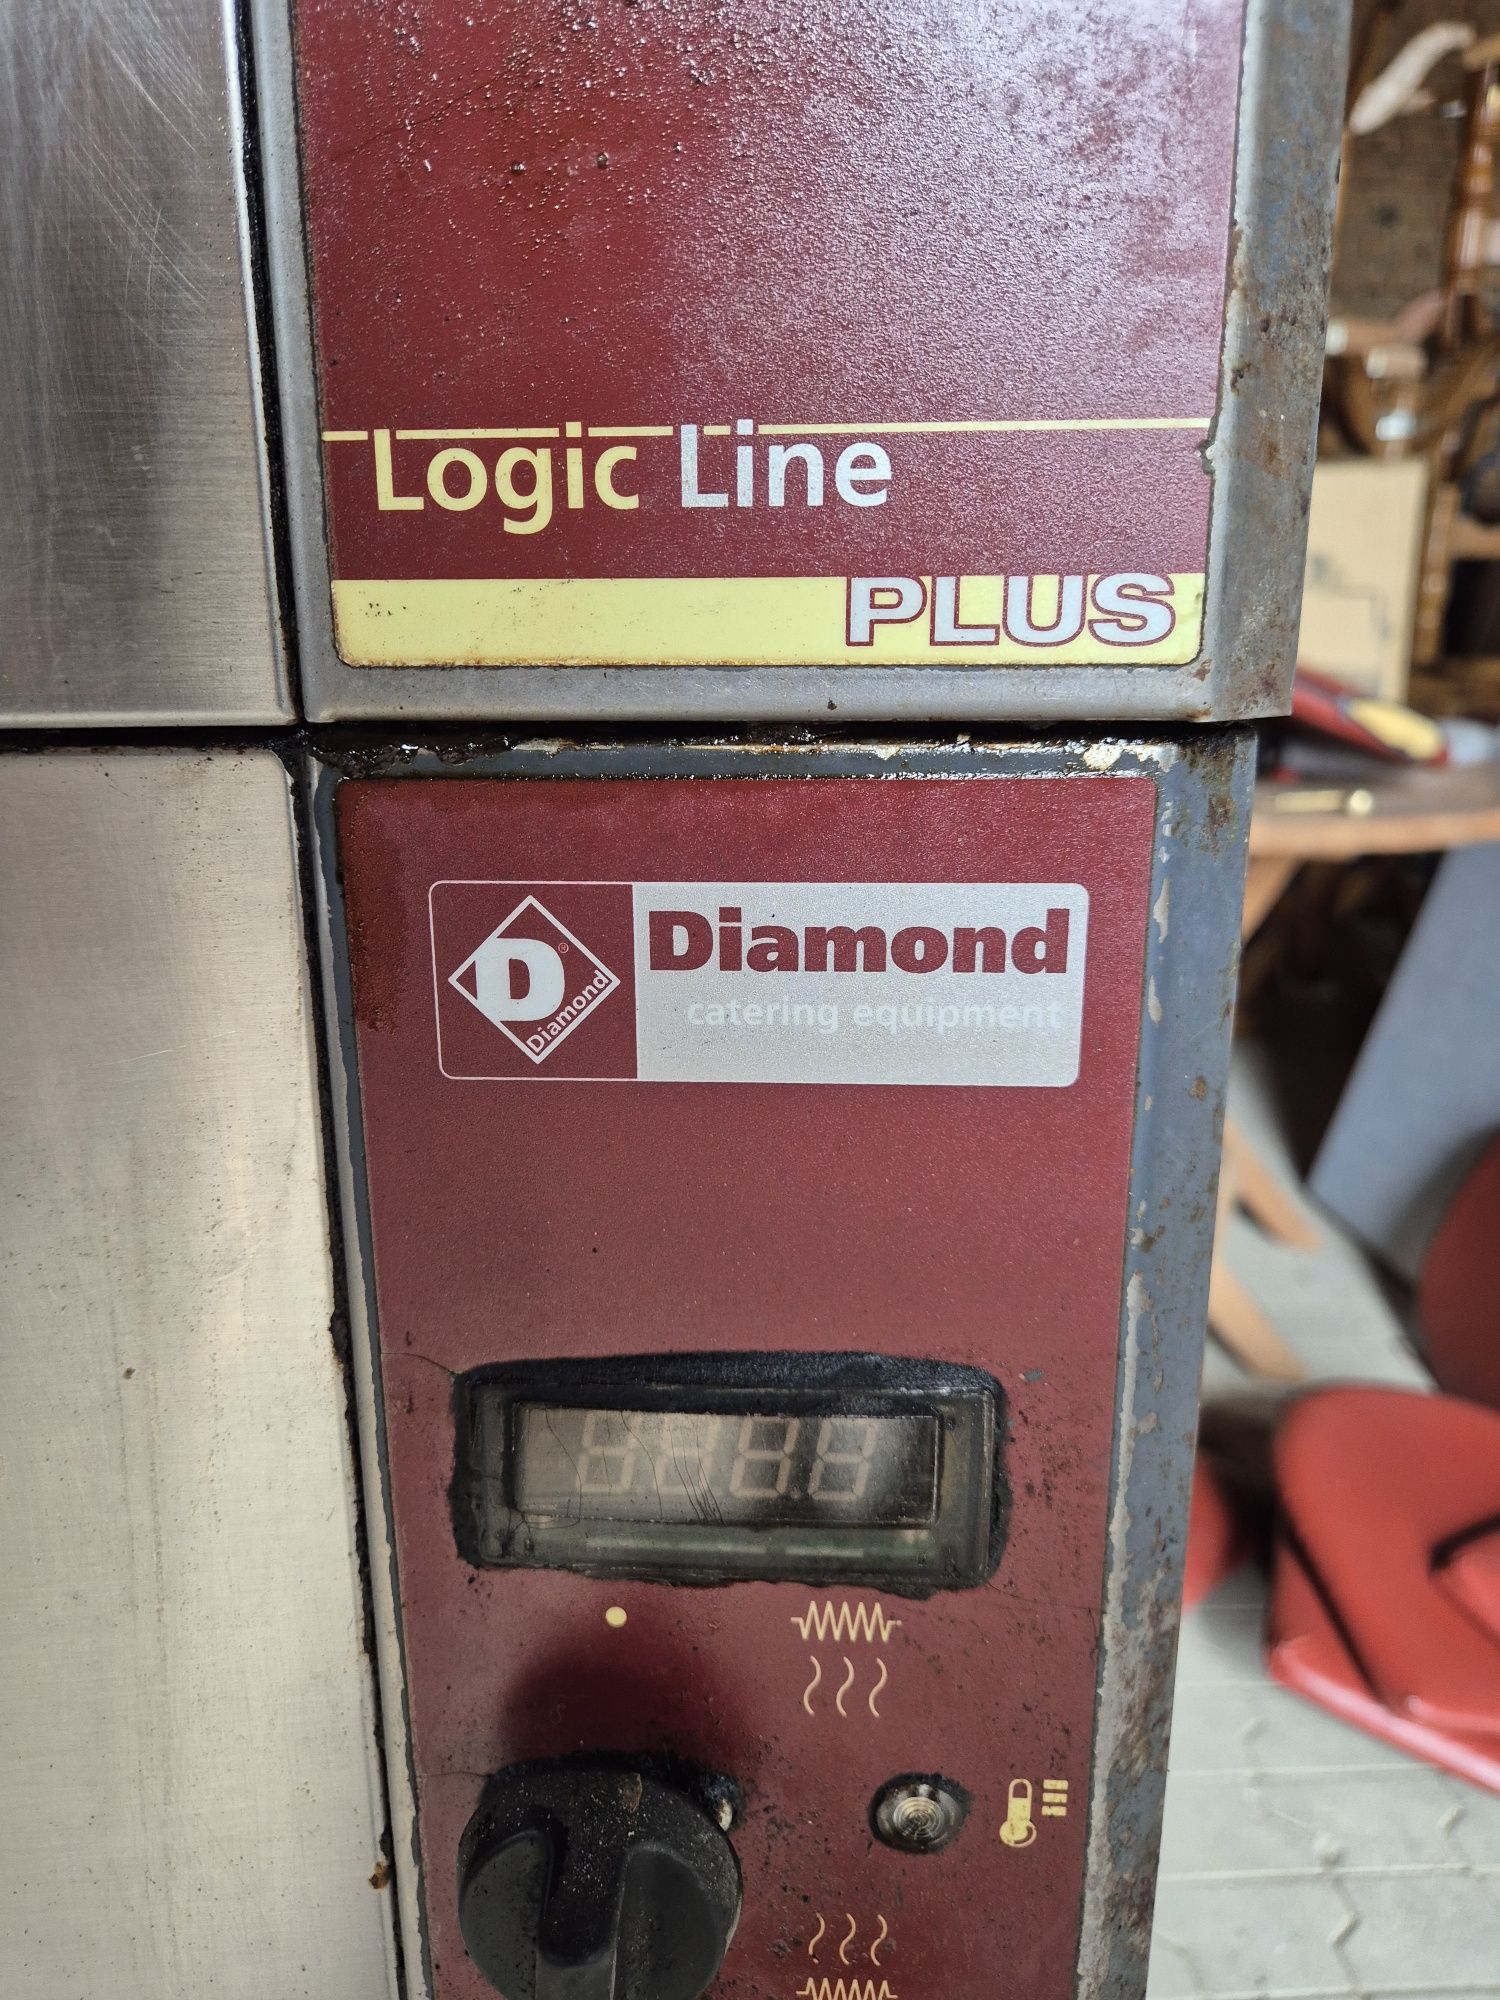 Logic Line
PLUS
D®
Diamond
Diamond
catering equipment